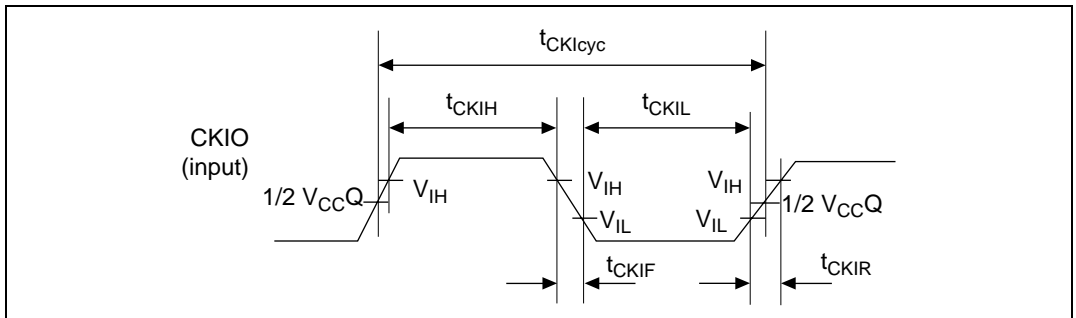 tCKIcyc
tCKIH
tCKIL
CKIO
(input)
1/2 VCCQ
VIH
VIH
VIL
VIH
VIL
1/2 VCCQ
tCKIF
tCKIR